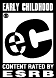 EARLY CHILDHOOD
eC
CONTENT RATED BY
ESRB